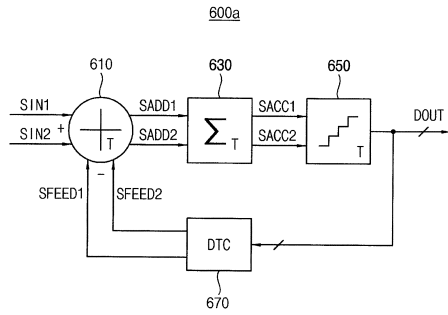 600a
610
630
650
SIN1
SIN2
+
T
−
SADD1
SADD2
Σ T
SACC1
SACC2
T
DOUT
SFEED1
SFEED2
DTC
670